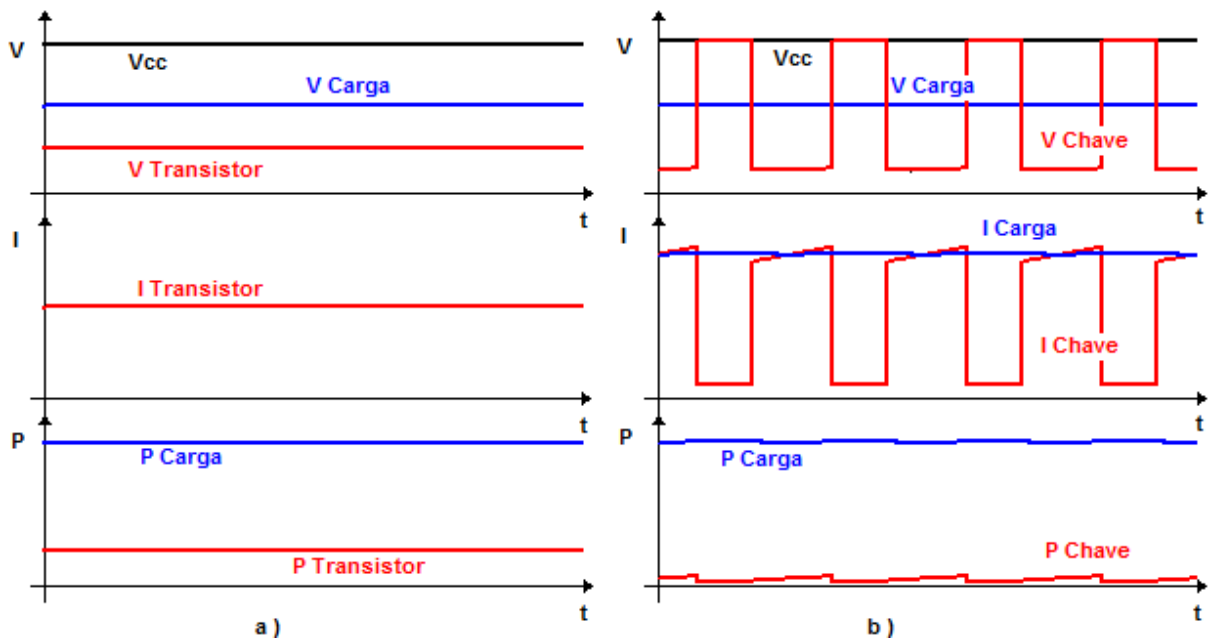 V
Vcc
V Carga
V Transistor
t
I
I Transistor
t
P
P Carga
P Transistor
t
a )
V
Vcc
V Carga
V Chave
t
I
I Carga
I Chave
t
P
P Carga
P Chave
t
b )